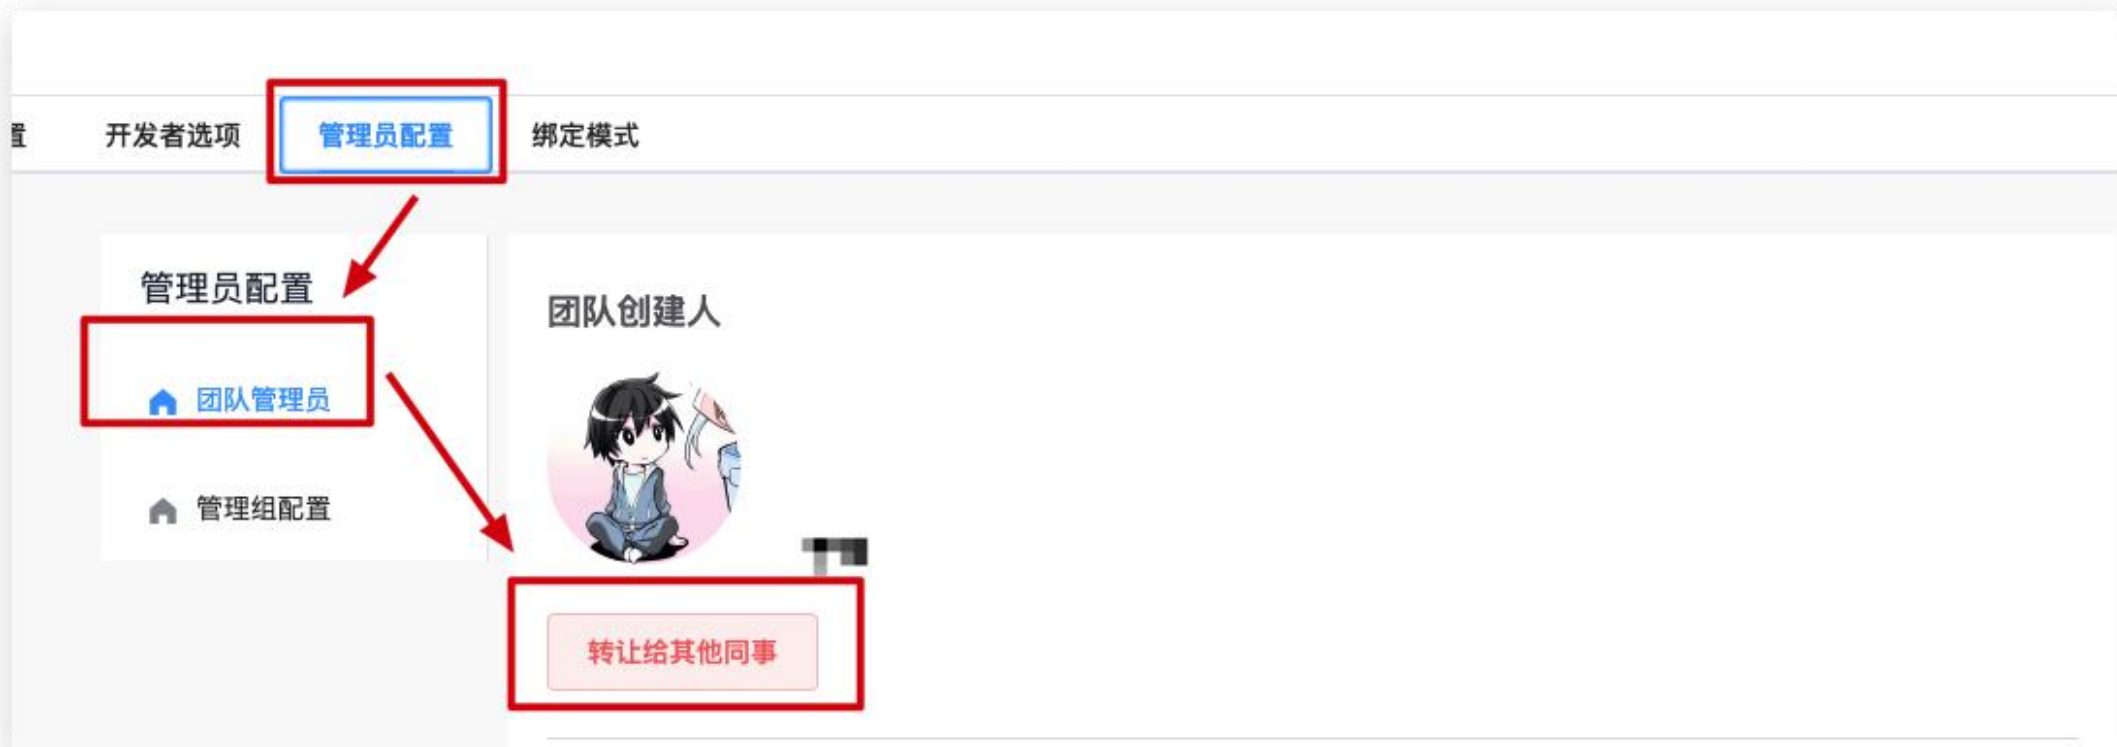 开发者选项 管理员配置 绑定模式
管理员配置
团队管理员
管理组配置
团队创建人
转让给其他同事